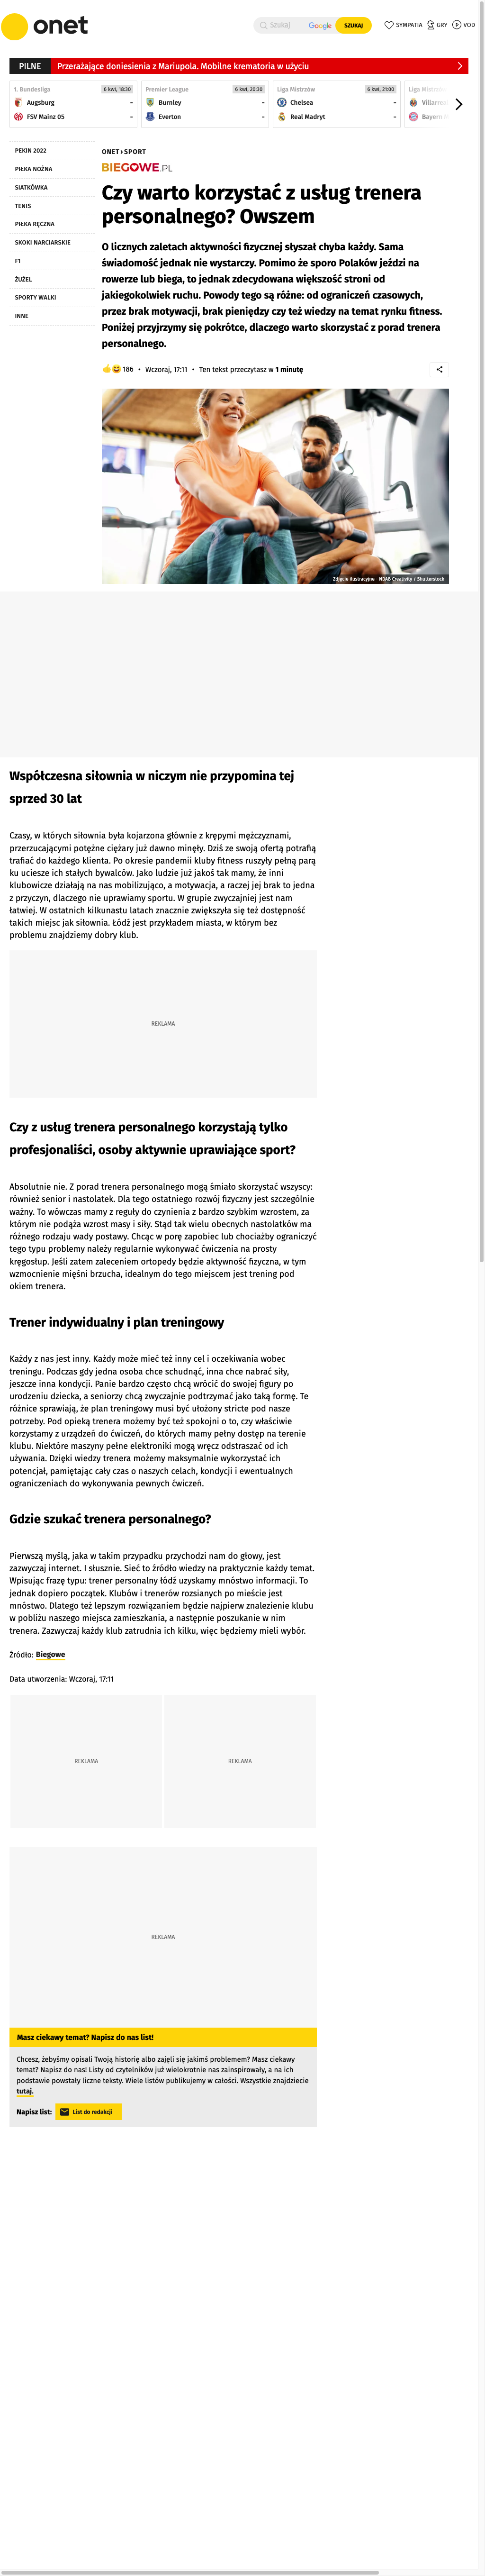 onet
Szukaj
Google
SZUKAJ
SYMPATIA
GRY
VOD
PILNE
Przerażające doniesienia z Mariupola. Mobilne krematoria w użyciu
1. Bundesliga
6 kwi, 18:30
Augsburg -
FSV Mainz 05 -
Premier League
6 kwi, 20:30
Burnley -
Everton -
Liga Mistrzów
6 kwi, 21:00
Chelsea -
Real Madryt -
PEKIN 2022
PIŁKA NOŻNA
SIATKÓWKA
TENIS
PIŁKA RĘCZNA
SKOKI NARCIARSKIE
F1
ŻUŻEL
SPORTY WALKI
INNE
ONET › SPORT
BIEGOWE.PL
Czy warto korzystać z usług trenera
personalnego? Owszem
O licznych zaletach aktywności fizycznej słyszał chyba każdy. Sama
świadomość jednak nie wystarczy. Pomimo że sporo Polaków jeździ na
rowerze lub biega, to jednak zdecydowana większość stroni od
jakiegokolwiek ruchu. Powody tego są różne: od ograniczeń czasowych,
przez brak motywacji, brak pieniędzy czy też wiedzy na temat rynku fitness.
Poniżej przyjrzymy się pokrótce, dlaczego warto skorzystać z porad trenera
personalnego.
186 • Wczoraj, 17:11 • Ten tekst przeczytasz w 1 minutę
Zdjęcie ilustracyjne - NDAB Creativity / Shutterstock
Współczesna siłownia w niczym nie przypomina tej
sprzed 30 lat
Czasy, w których siłownia była kojarzona głównie z krępymi mężczyznami,
przerzucającymi potężne ciężary już dawno minęły. Dziś ze swoją ofertą potrafią
trafiać do każdego klienta. Po okresie pandemii kluby fitness ruszyły pełną parą
ku uciesze ich stałych bywalców. Jako ludzie już jakoś tak mamy, że inni
klubowicze działają na nas mobilizująco, a motywacja, a raczej jej brak to jedna
z przyczyn, dlaczego nie uprawiamy sportu. W grupie zwyczajniej jest nam
łatwiej. W ostatnich kilkunastu latach znacznie zwiększyła się też dostępność
takich miejsc jak siłownia. Łódź jest przykładem miasta, w którym bez
problemu znajdziemy dobry klub.
REKLAMA
Czy z usług trenera personalnego korzystają tylko
profesjonaliści, osoby aktywnie uprawiające sport?
Absolutnie nie. Z porad trenera personalnego mogą śmiało skorzystać wszyscy:
również senior i nastolatek. Dla tego ostatniego rozwój fizyczny jest szczególnie
ważny. To wówczas mamy z reguły do czynienia z bardzo szybkim wzrostem, za
którym nie podąża wzrost masy i siły. Stąd tak wielu obecnych nastolatków ma
różnego rodzaju wady postawy. Chcąc w porę zapobiec lub chociażby ograniczyć
tego typu problemy należy regularnie wykonywać ćwiczenia na prosty
kręgosłup. Jeśli zatem zaleceniem ortopedy będzie aktywność fizyczna, w tym
wzmocnienie mięśni brzucha, idealnym do tego miejscem jest trening pod
okiem trenera.
Trener indywidualny i plan treningowy
Każdy z nas jest inny. Każdy może mieć też inny cel i oczekiwania wobec
treningu. Podczas gdy jedna osoba chce schudnąć, inna chce nabrać siły,
jeszcze inna kondycji. Panie bardzo często chcą wrócić do swojej figury po
urodzeniu dziecka, a seniorzy chcą zwyczajnie podtrzymać jako taką formę. Te
różnice sprawiają, że plan treningowy musi być ułożony stricte pod nasze
potrzeby. Pod opieką trenera możemy być też spokojni o to, czy właściwie
korzystamy z urządzeń do ćwiczeń, do których mamy pełny dostęp na terenie
klubu. Niektóre maszyny pełne elektroniki mogą wręcz odstraszać od ich
używania. Dzięki wiedzy trenera możemy maksymalnie wykorzystać ich
potencjał, pamiętając cały czas o naszych celach, kondycji i ewentualnych
ograniczeniach do wykonywania pewnych ćwiczeń.
Gdzie szukać trenera personalnego?
Pierwszą myślą, jaka w takim przypadku przychodzi nam do głowy, jest
zazwyczaj internet. I słusznie. Sieć to źródło wiedzy na praktycznie każdy temat.
Wpisując frazę typu: trener personalny łódź uzyskamy mnóstwo informacji. To
jednak dopiero początek. Klubów i trenerów rozsianych po mieście jest
mnóstwo. Dlatego też lepszym rozwiązaniem będzie najpierw znalezienie klubu
w pobliżu naszego miejsca zamieszkania, a następnie poszukanie w nim
trenera. Zazwyczaj każdy klub zatrudnia ich kilku, więc będziemy mieli wybór.
Źródło: Biegowe
Data utworzenia: Wczoraj, 17:11
REKLAMA
REKLAMA
REKLAMA
Masz ciekawy temat? Napisz do nas list!
Chcesz, żebyśmy opisali Twoją historię albo zajęli się jakimś problemem? Masz ciekawy
temat? Napisz do nas! Listy od czytelników już wielokrotnie nas zainspirowały, a na ich
podstawie powstały liczne teksty. Wiele listów publikujemy w całości. Wszystkie znajdziecie
tutaj.
Napisz list:
List do redakcji